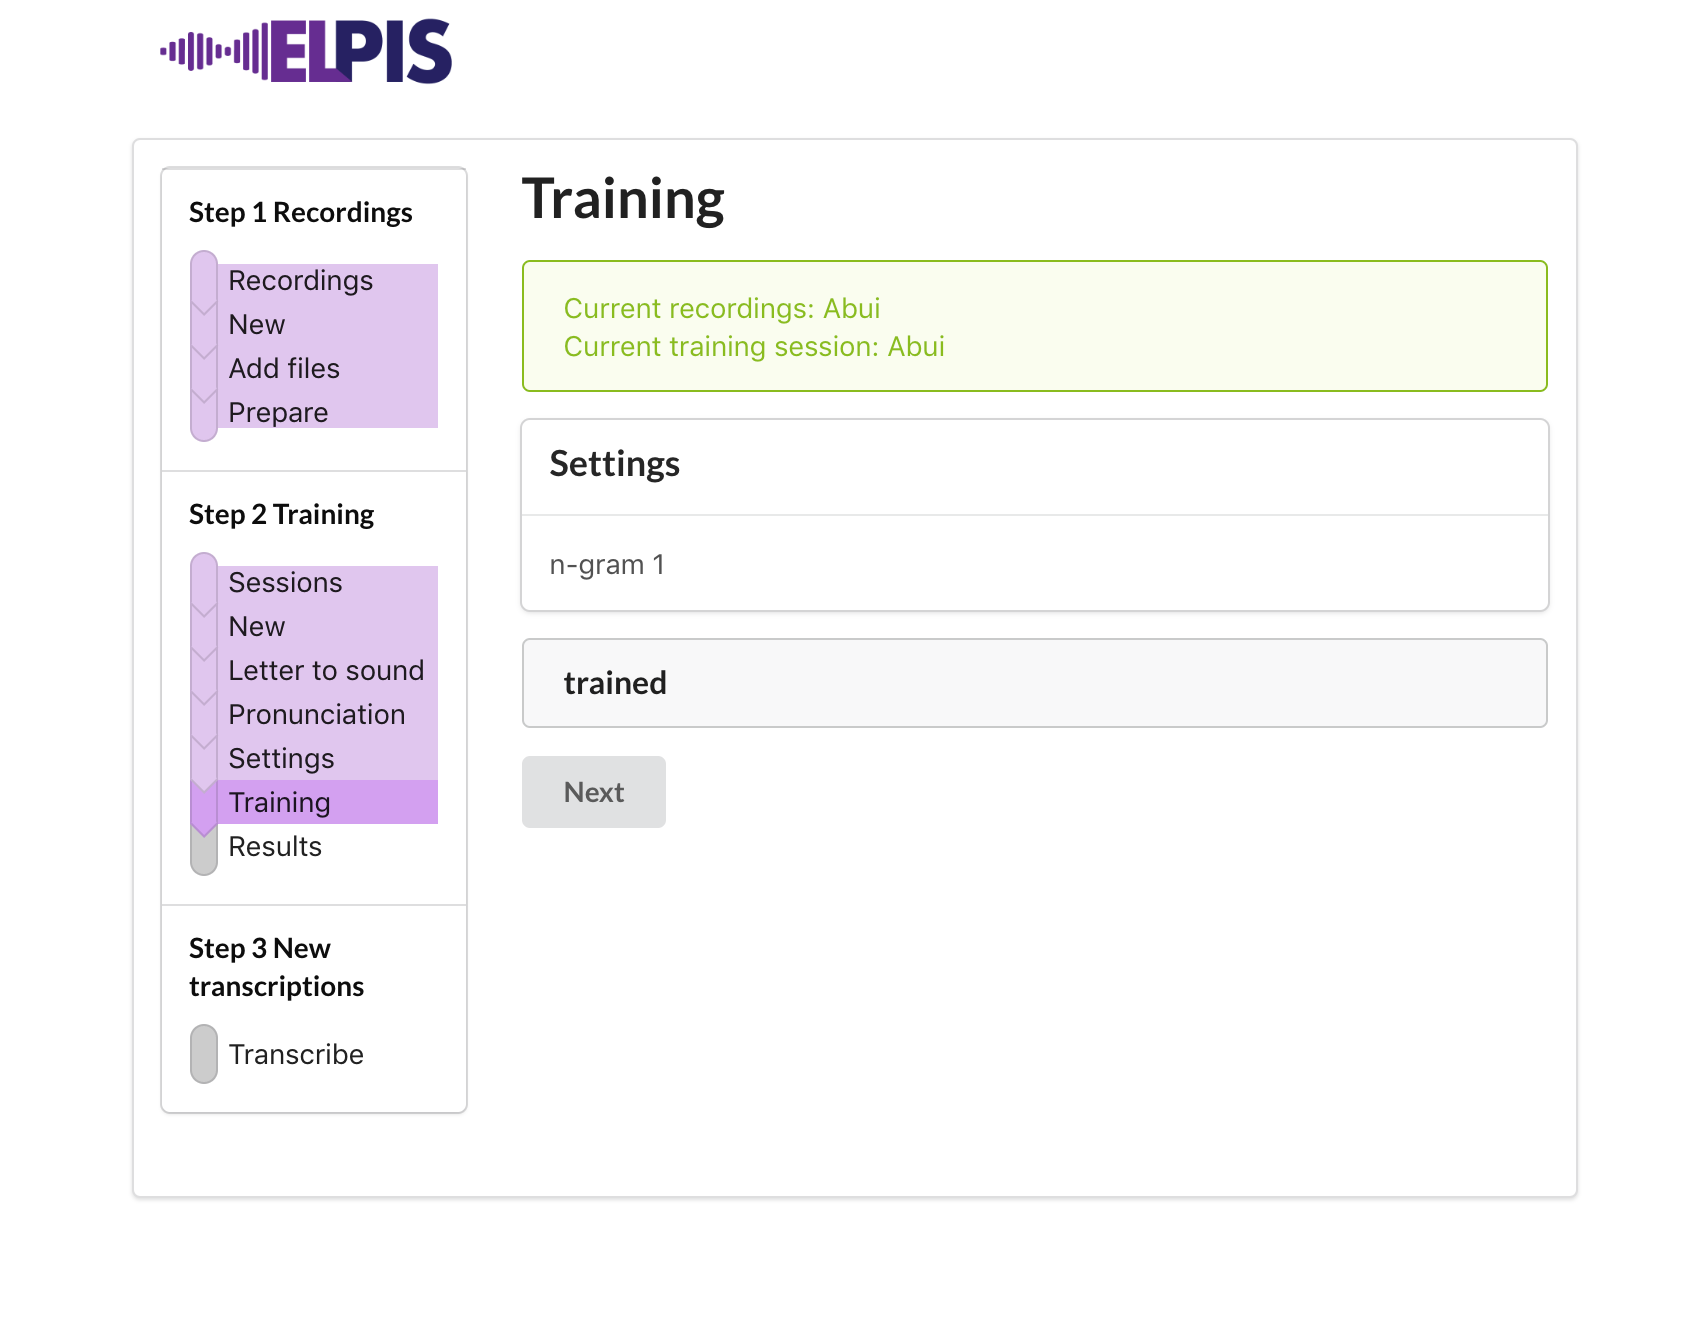 ELPIS
Step 1 Recordings
Recordings
New
Add files
Prepare
Step 2 Training
Sessions
New
Letter to sound
Pronunciation
Settings
Training
Results
Step 3 New
transcriptions
Transcribe
Training
Current recordings: Abui
Current training session: Abui
Settings
n-gram 1
trained
Next